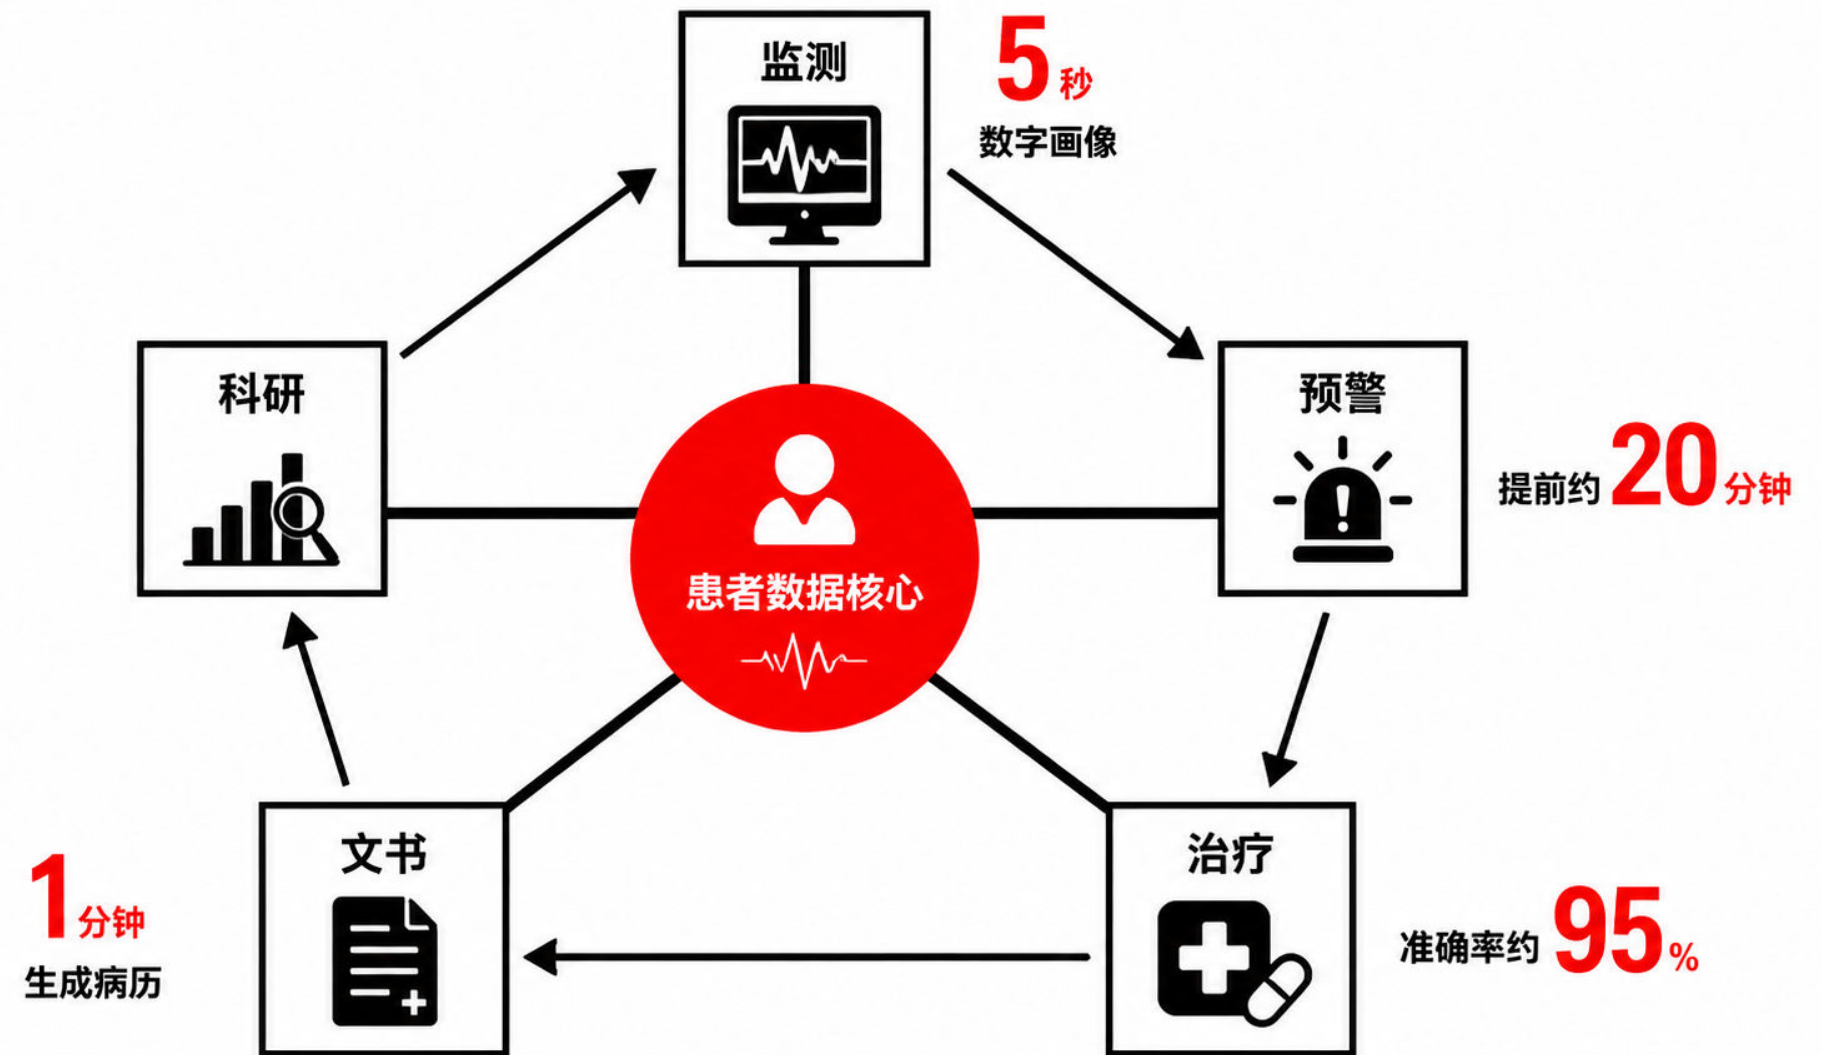 监测
5秒
数字画像
科研
预警
提前约20分钟
患者数据核心
文书
1分钟
生成病历
治疗
准确率约95%